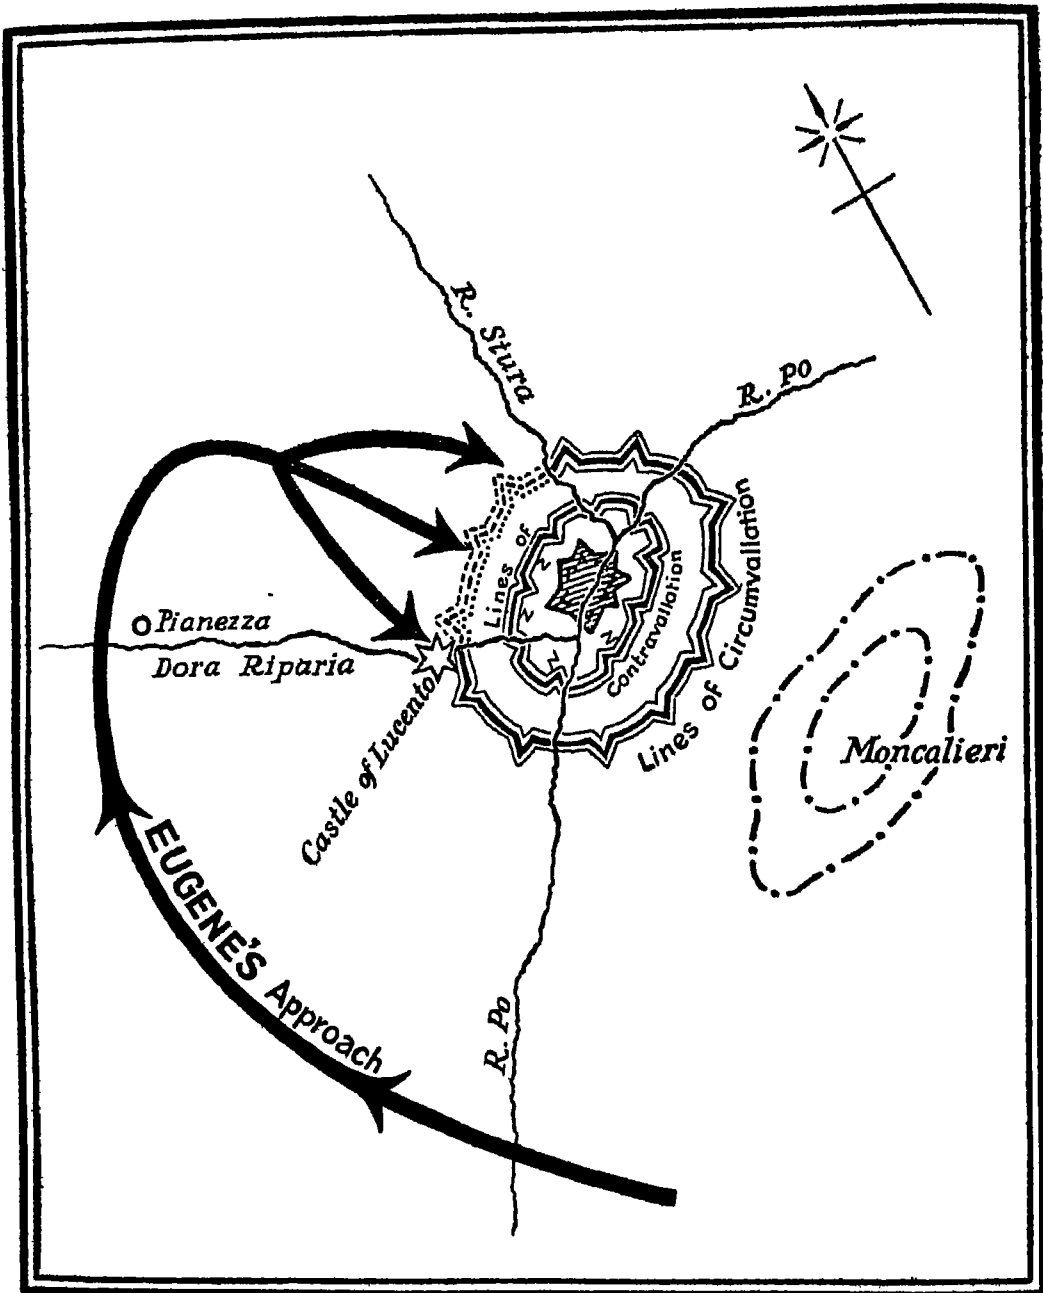 R. Stura
R. Po
Lines of
Contravallation
Lines of Circumvallation
Pianezza
Dora Riparia
Castle of Lucento
Moncalieri
EUGENE'S Approach
R. Po